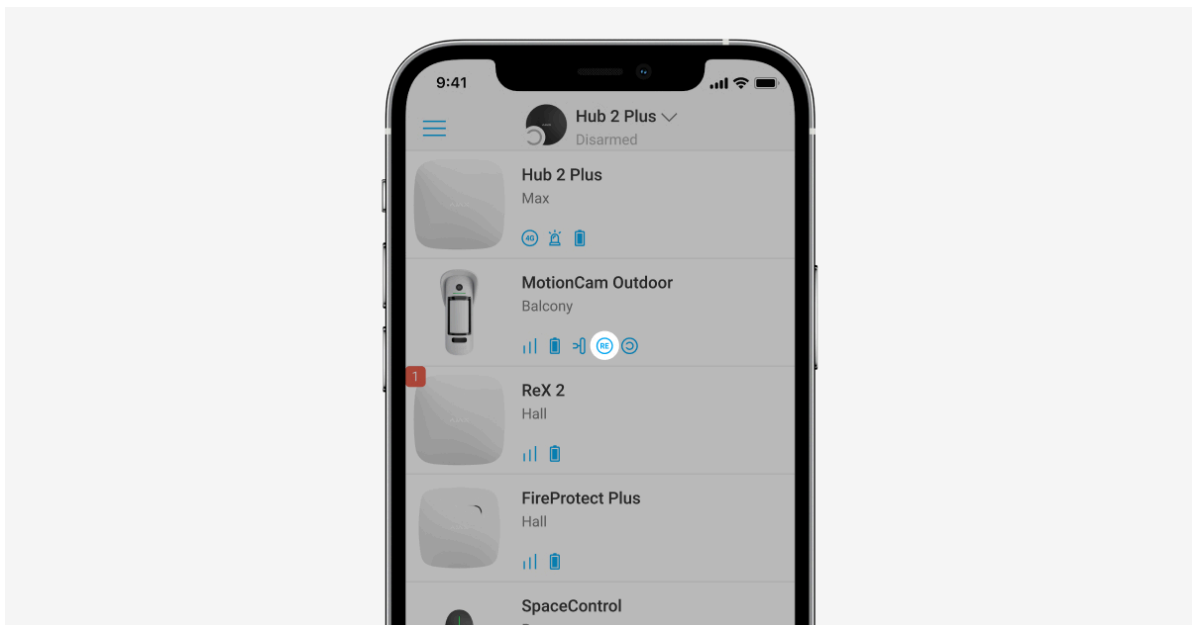 9:41
Hub 2 Plus
Disarmed
Hub 2 Plus
Max
4G
MotionCam Outdoor
Balcony
RE
1
ReX 2
Hall
FireProtect Plus
Hall
SpaceControl